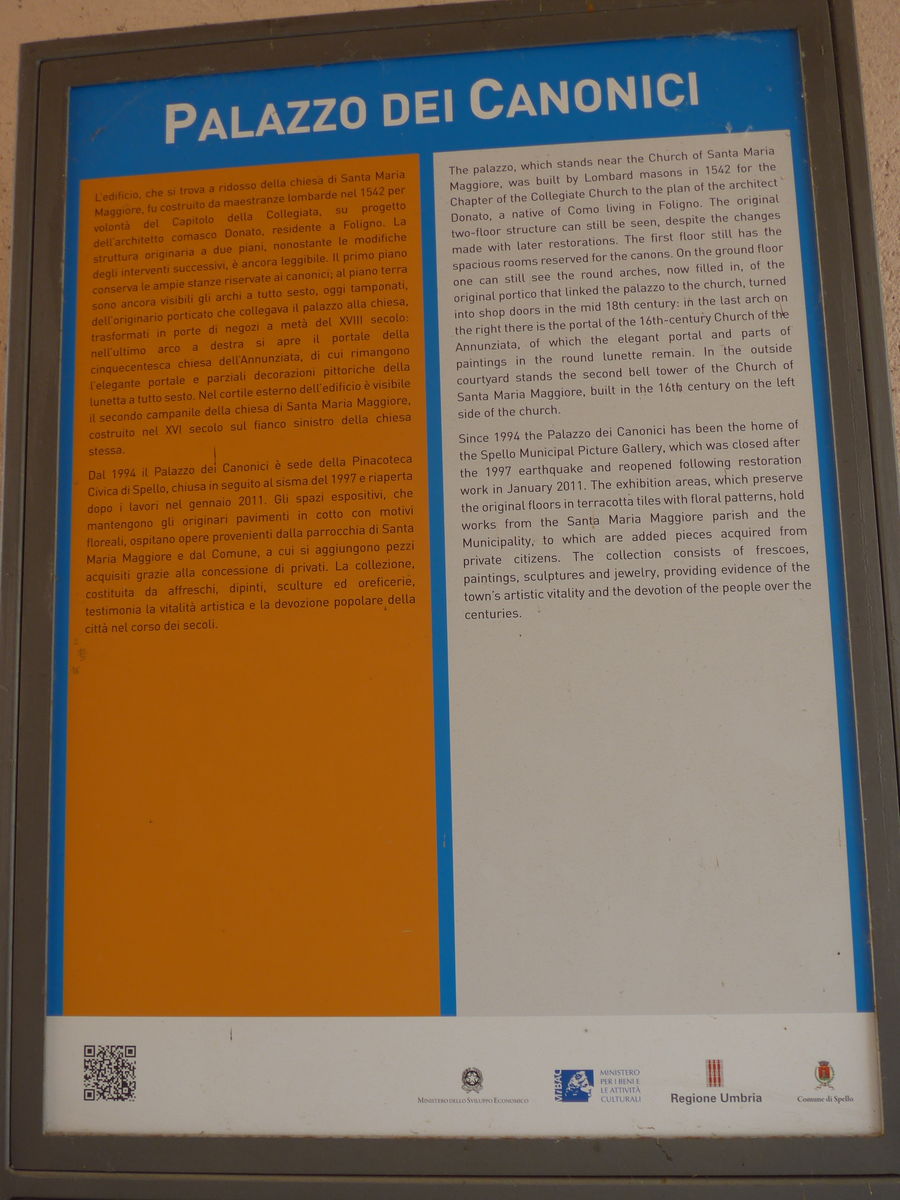 PALAZZO DEI CANONICI
L'edificio, che si trova a ridosso della chiesa di Santa Maria
Maggiore, fu costruito da maestranze lombarde nel 1542 per
volontà del Capitolo della Collegiata, su progetto
dell'architetto comasco Donato, residente a Foligno. La
struttura originaria a due piani, nonostante le modifiche
degli interventi successivi, è ancora leggibile. Il primo piano
conserva le ampie stanze riservate ai canonici; al piano terra
sono ancora visibili gli archi a tutto sesto, oggi tamponati,
dell'originario porticato che collegava il palazzo alla chiesa,
trasformati in porte di negozi a metà del XVIII secolo:
nell'ultimo arco a destra si apre il portale della
cinquecentesca chiesa dell'Annunziata, di cui rimangono
l'elegante portale e parziali decorazioni pittoriche della
lunetta a tutto sesto. Nel cortile esterno dell'edificio è visibile
il secondo campanile della chiesa di Santa Maria Maggiore,
costruito nel XVI secolo sul fianco sinistro della chiesa
stessa.
Dal 1994 il Palazzo dei Canonici è sede della Pinacoteca
Civica di Spello, chiusa in seguito al sisma del 1997 e riaperta
dopo i lavori nel gennaio 2011. Gli spazi espositivi, che
mantengono gli originari pavimenti in cotto con motivi
floreali, ospitano opere provenienti dalla parrocchia di Santa
Maria Maggiore e dal Comune, a cui si aggiungono pezzi
acquisiti grazie alla concessione di privati. La collezione,
costituita da affreschi, dipinti, sculture ed oreficerie,
testimonia la vitalità artistica e la devozione popolare della
città nel corso dei secoli.
The palazzo, which stands near the Church of Santa Maria
Maggiore, was built by Lombard masons in 1542 for the
Chapter of the Collegiate Church to the plan of the architect
Donato, a native of Como living in Foligno. The original
two-floor structure can still be seen, despite the changes
made with later restorations. The first floor still has the
spacious rooms reserved for the canons. On the ground floor
one can still see the round arches, now filled in, of the
original portico that linked the palazzo to the church, turned
into shop doors in the mid 18th century: in the last arch on
the right there is the portal of the 16th-century Church of the
Annunziata, of which the elegant portal and parts of
paintings in the round lunette remain. In the outside
courtyard stands the second bell tower of the Church of
Santa Maria Maggiore, built in the 16th century on the left
side of the church.
Since 1994 the Palazzo dei Canonici has been the home of
the Spello Municipal Picture Gallery, which was closed after
the 1997 earthquake and reopened following restoration
work in January 2011. The exhibition areas, which preserve
the original floors in terracotta tiles with floral patterns, hold
works from the Santa Maria Maggiore parish and the
Municipality, to which are added pieces acquired from
private citizens. The collection consists of frescoes,
paintings, sculptures and jewelry, providing evidence of the
town's artistic vitality and the devotion of the people over the
centuries.
MINISTERO DELLO SVILUPPO ECONOMICO
MiBAC
MINISTERO
PER I BENI E
LE ATTIVITÀ
CULTURALI
Regione Umbria
Comune di Spello